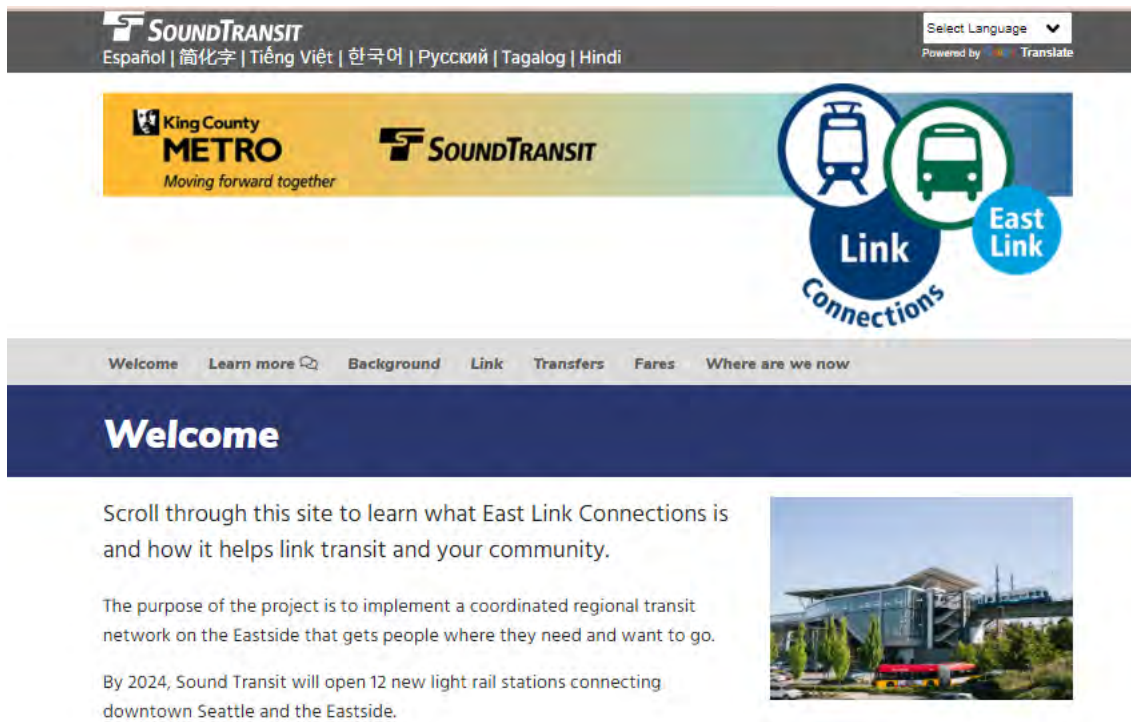 SOUNDTRANSIT
Español | 简化字 | Tiếng Việt | 한국어 | Русский | Tagalog | Hindi
Select Language
Powered by Translate
King County
METRO
Moving forward together
SOUNDTRANSIT
Link
East
Link
Connections
Welcome Learn more Background Link Transfers Fares Where are we now
Welcome
Scroll through this site to learn what East Link Connections is
and how it helps link transit and your community.
The purpose of the project is to implement a coordinated regional transit
network on the Eastside that gets people where they need and want to go.
By 2024, Sound Transit will open 12 new light rail stations connecting
downtown Seattle and the Eastside.